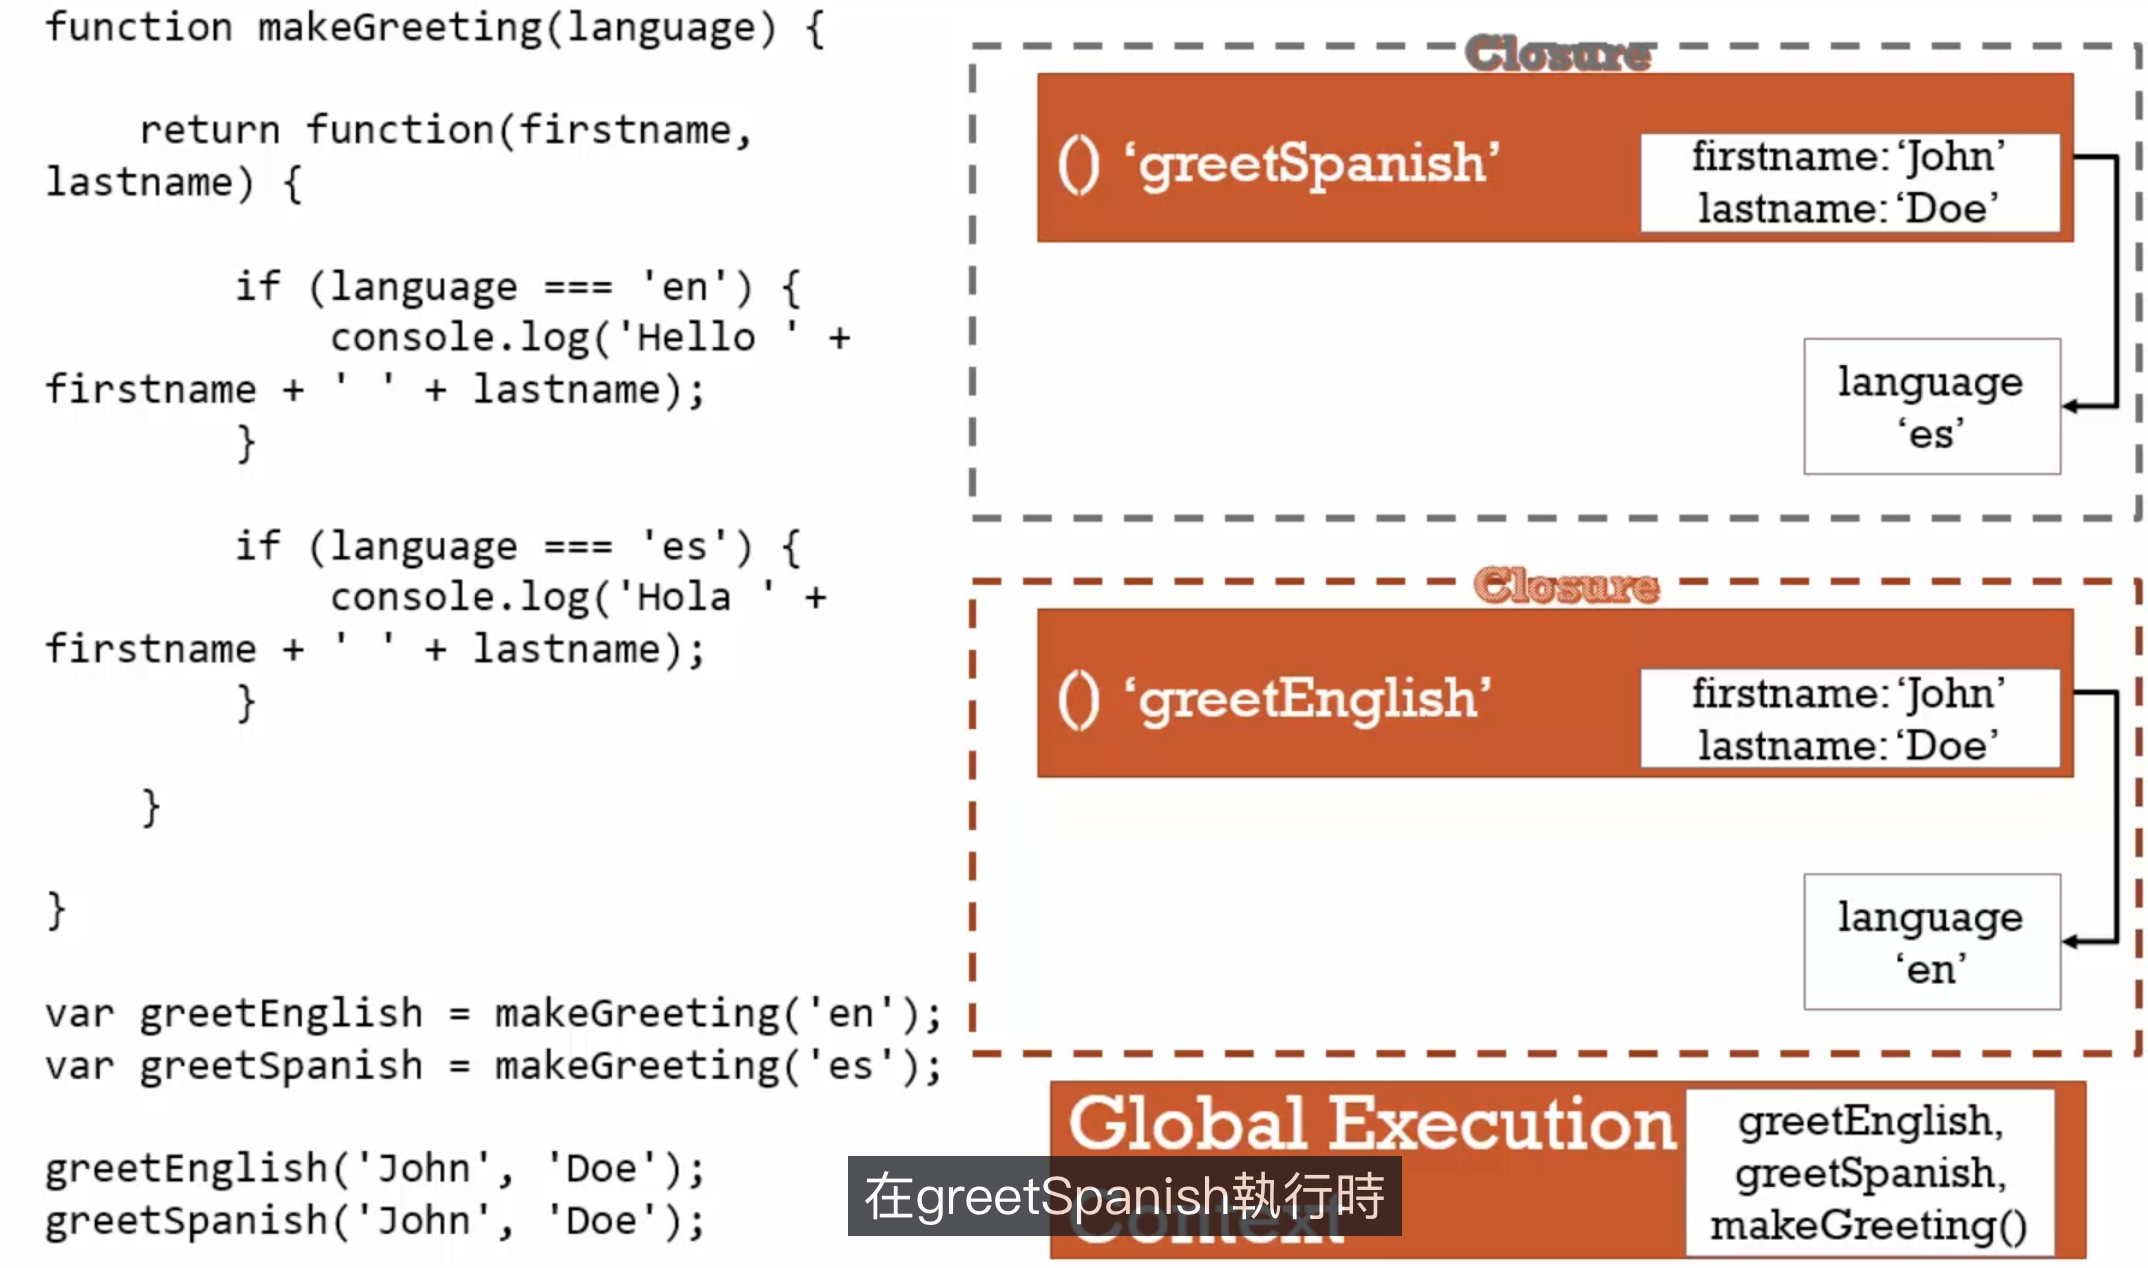 function makeGreeting(language) {
    return function(firstname,
lastname) {
        if (language === 'en') {
            console.log('Hello ' +
firstname + ' ' + lastname);
        }
        if (language === 'es') {
            console.log('Hola ' +
firstname + ' ' + lastname);
        }
    }
}
var greetEnglish = makeGreeting('en');
var greetSpanish = makeGreeting('es');
greetEnglish('John', 'Doe');
greetSpanish('John', 'Doe');
Closure
() ‘greetSpanish’
firstname: ‘John’
lastname: ‘Doe’
language
‘es’
Closure
() ‘greetEnglish’
firstname: ‘John’
lastname: ‘Doe’
language
‘en’
Global Execution
Context
greetEnglish,
greetSpanish,
makeGreeting()
在greetSpanish執行時